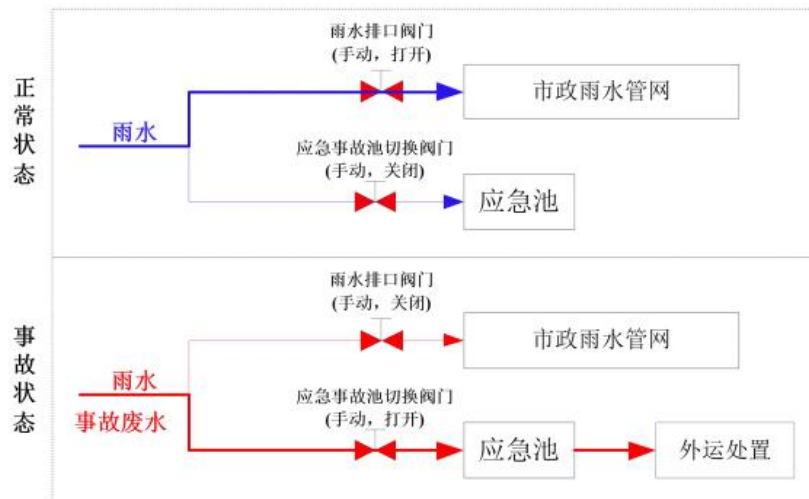 正常状态
雨水排口阀门
(手动，打开)
市政雨水管网
雨水
应急事故池切换阀门
(手动，关闭)
应急池
事故状态
雨水排口阀门
(手动，关闭)
市政雨水管网
雨水
事故废水
应急事故池切换阀门
(手动，打开)
应急池
外运处置